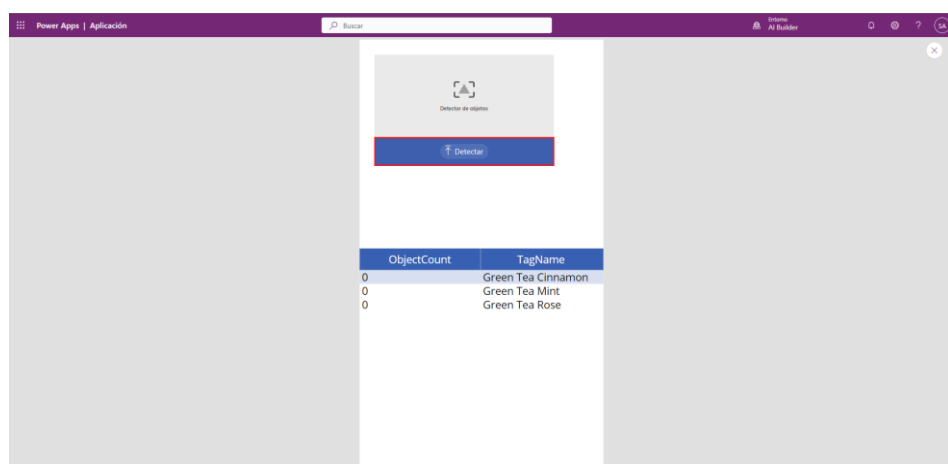 Power Apps | Aplicación
Buscar
Entorno
AI Builder
?
SA
Detector de objetos
Detectar
ObjectCount TagName
0 Green Tea Cinnamon
0 Green Tea Mint
0 Green Tea Rose